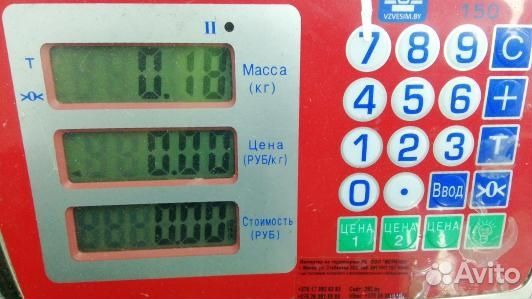 II
VZVESIM.BY
150
T
>0<
0.18
Масса
(кг)
0.00
Цена
(РУБ/кг)
0.00
Стоимость
(РУБ)
7 8 9 C
4 5 6 +
1 2 3 T
0 . Ввод >0<
ЦЕНА 1
ЦЕНА 2
ЦЕНА
Avito